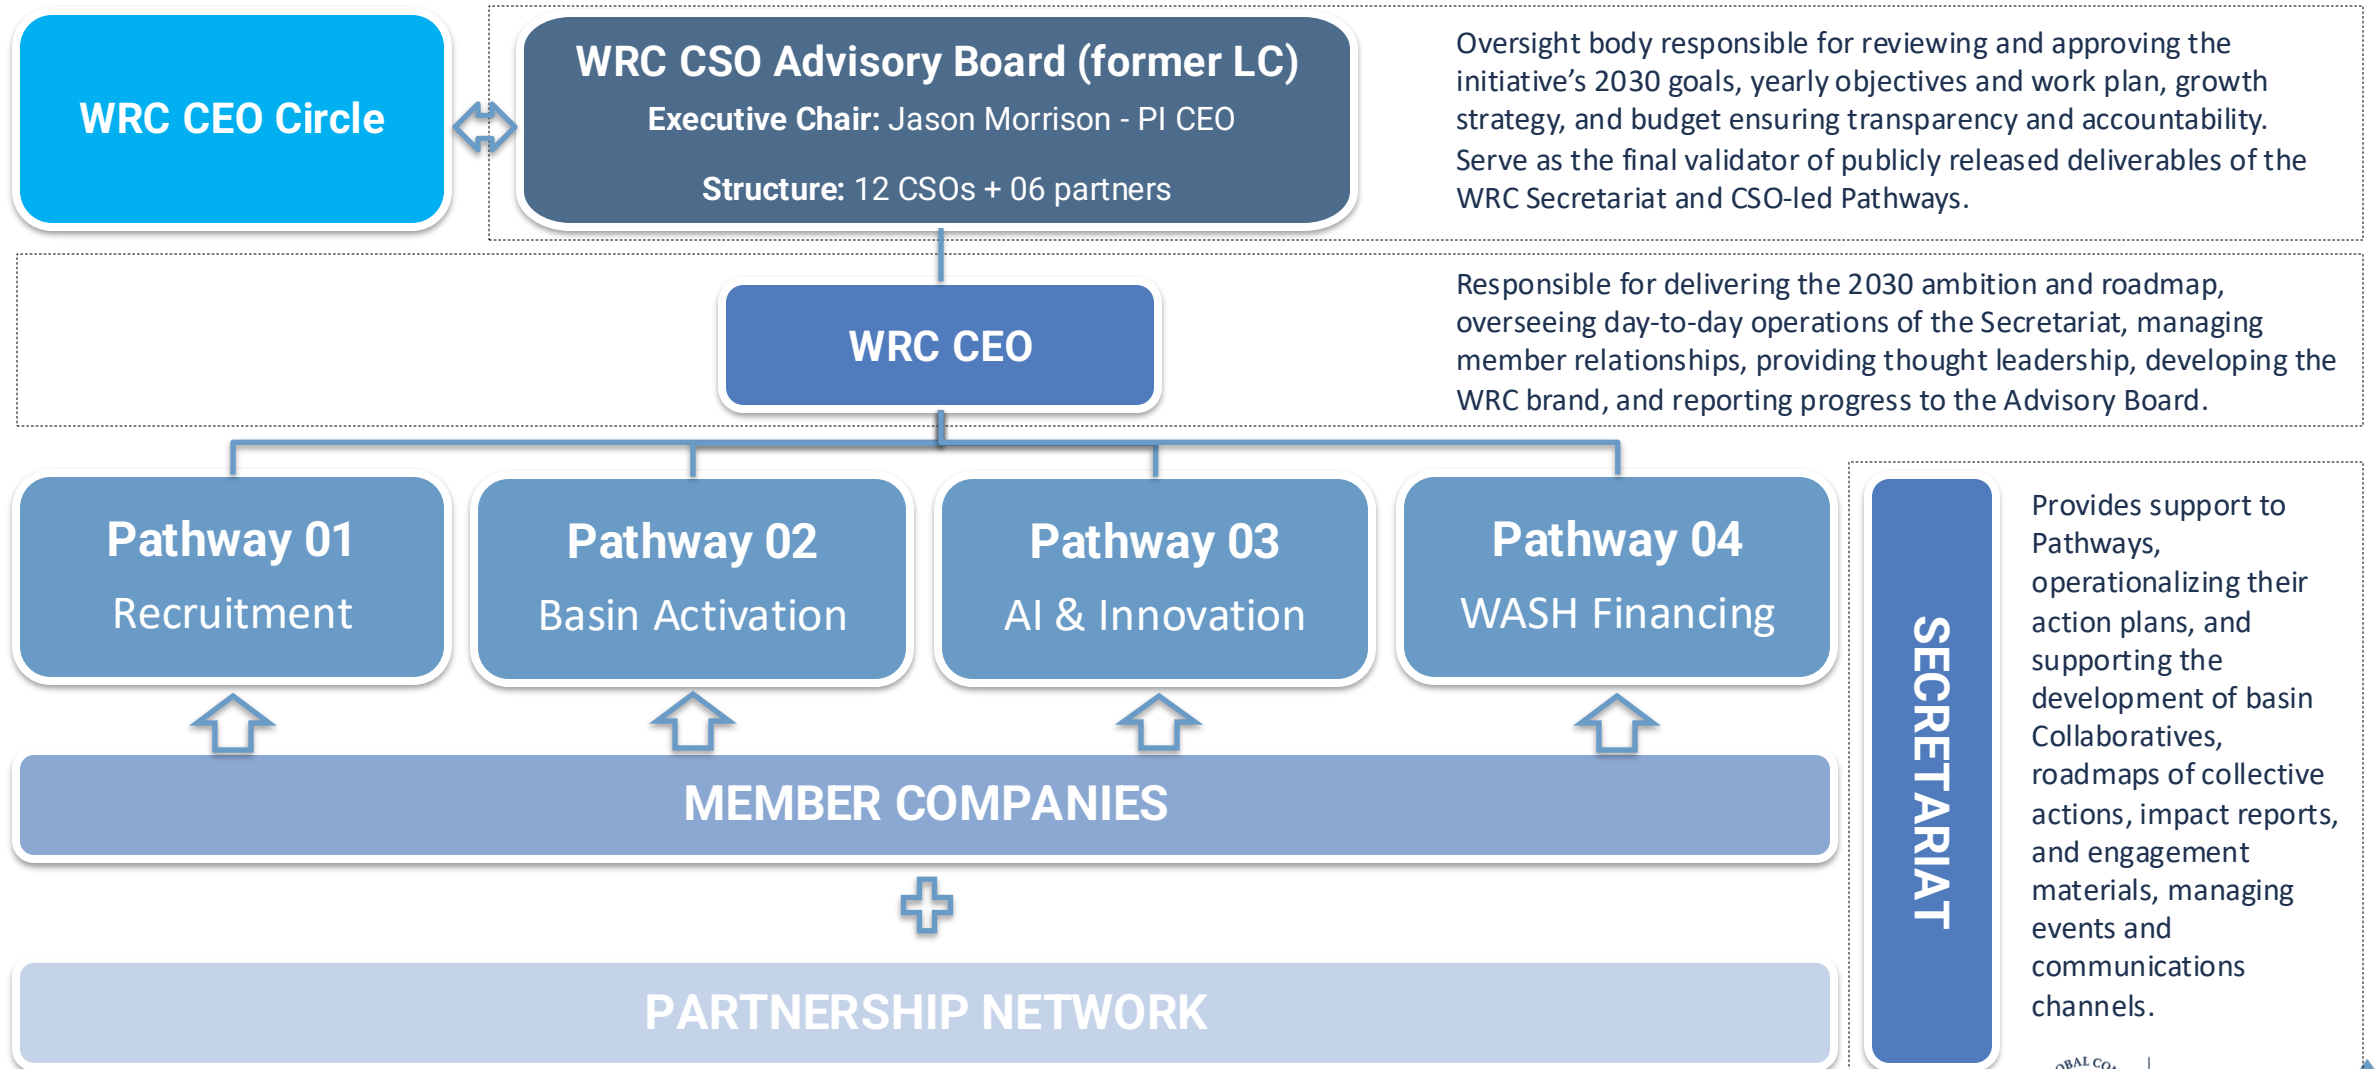 WRC CEO Circle
WRC CSO Advisory Board (former LC)
Executive Chair: Jason Morrison - PI CEO
Structure: 12 CSOs + 06 partners
Oversight body responsible for reviewing and approving the
initiative’s 2030 goals, yearly objectives and work plan, growth
strategy, and budget ensuring transparency and accountability.
Serve as the final validator of publicly released deliverables of the
WRC Secretariat and CSO-led Pathways.
WRC CEO
Responsible for delivering the 2030 ambition and roadmap,
overseeing day-to-day operations of the Secretariat, managing
member relationships, providing thought leadership, developing the
WRC brand, and reporting progress to the Advisory Board.
Pathway 01
Recruitment
Pathway 02
Basin Activation
Pathway 03
AI & Innovation
Pathway 04
WASH Financing
MEMBER COMPANIES
PARTNERSHIP NETWORK
SECRETARIAT
Provides support to
Pathways,
operationalizing their
action plans, and
supporting the
development of basin
Collaboratives,
roadmaps of collective
actions, impact reports,
and engagement
materials, managing
events and
communications
channels.